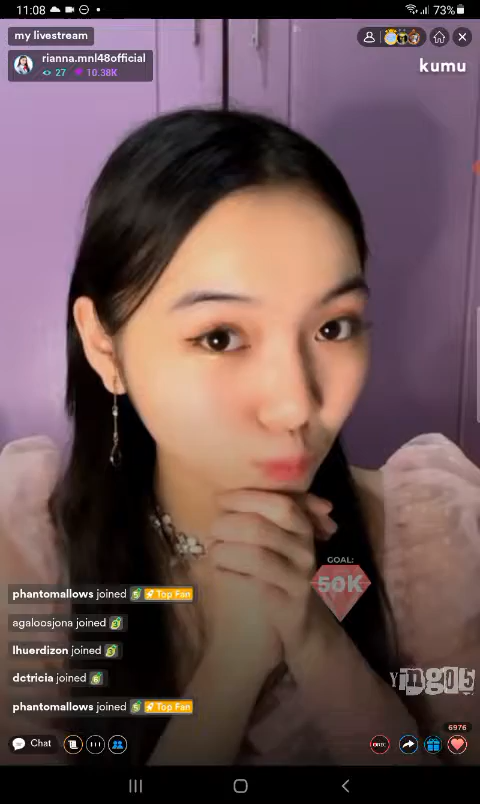 11:08
73%
my livestream
rianna.mnl48official
27 10.38K
kumu
GOAL:
50K
phantomallows joined Top Fan
agaloosjona joined
lhuerdizon joined
dctricia joined
phantomallows joined Top Fan
Ying05
6976
Chat